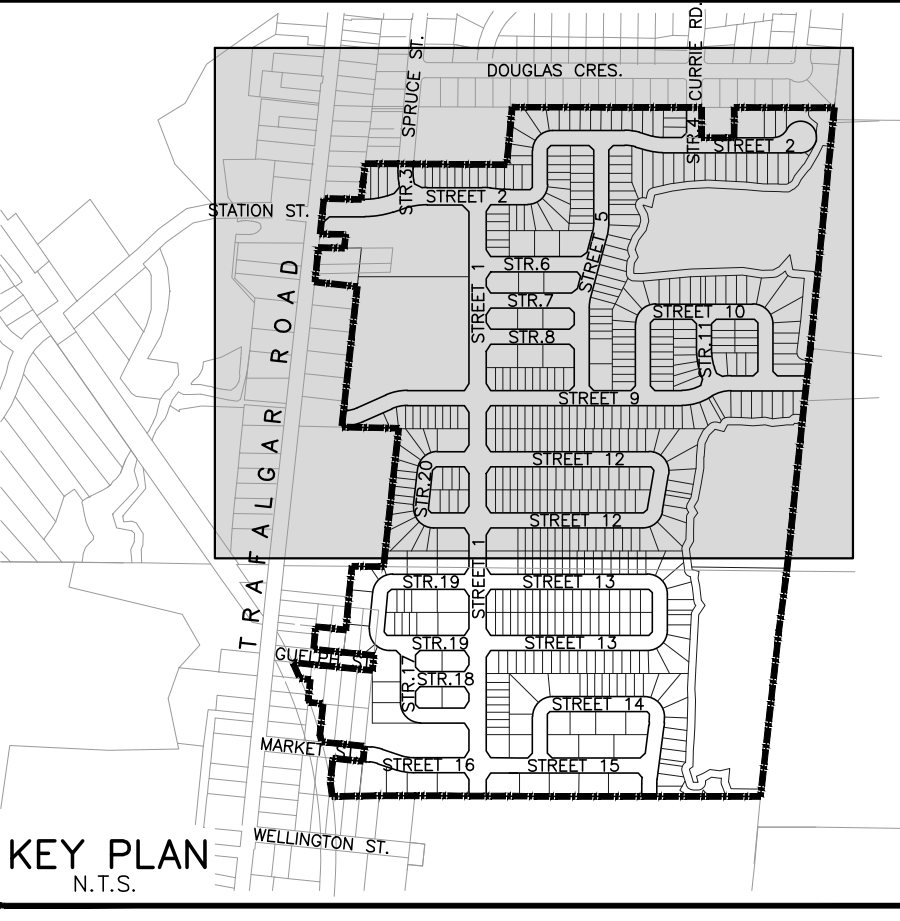 CURRIE RD.
SPRUCE ST.
DOUGLAS CRES.
STR.4
STREET 2
STR.3
STREET 2
STATION ST.
STREET 5
STREET 1
STR.6
STR.7
STREET 10
STR.8
STR.11
TRAFALGAR ROAD
STREET 9
STREET 12
STR.20
STREET 12
STREET 1
STR.19
STREET 13
STR.19
STREET 13
GUELPH ST.
STR.17
STR.18
STREET 14
MARKET ST.
STREET 16
STREET 15
WELLINGTON ST.
KEY PLAN
N.T.S.